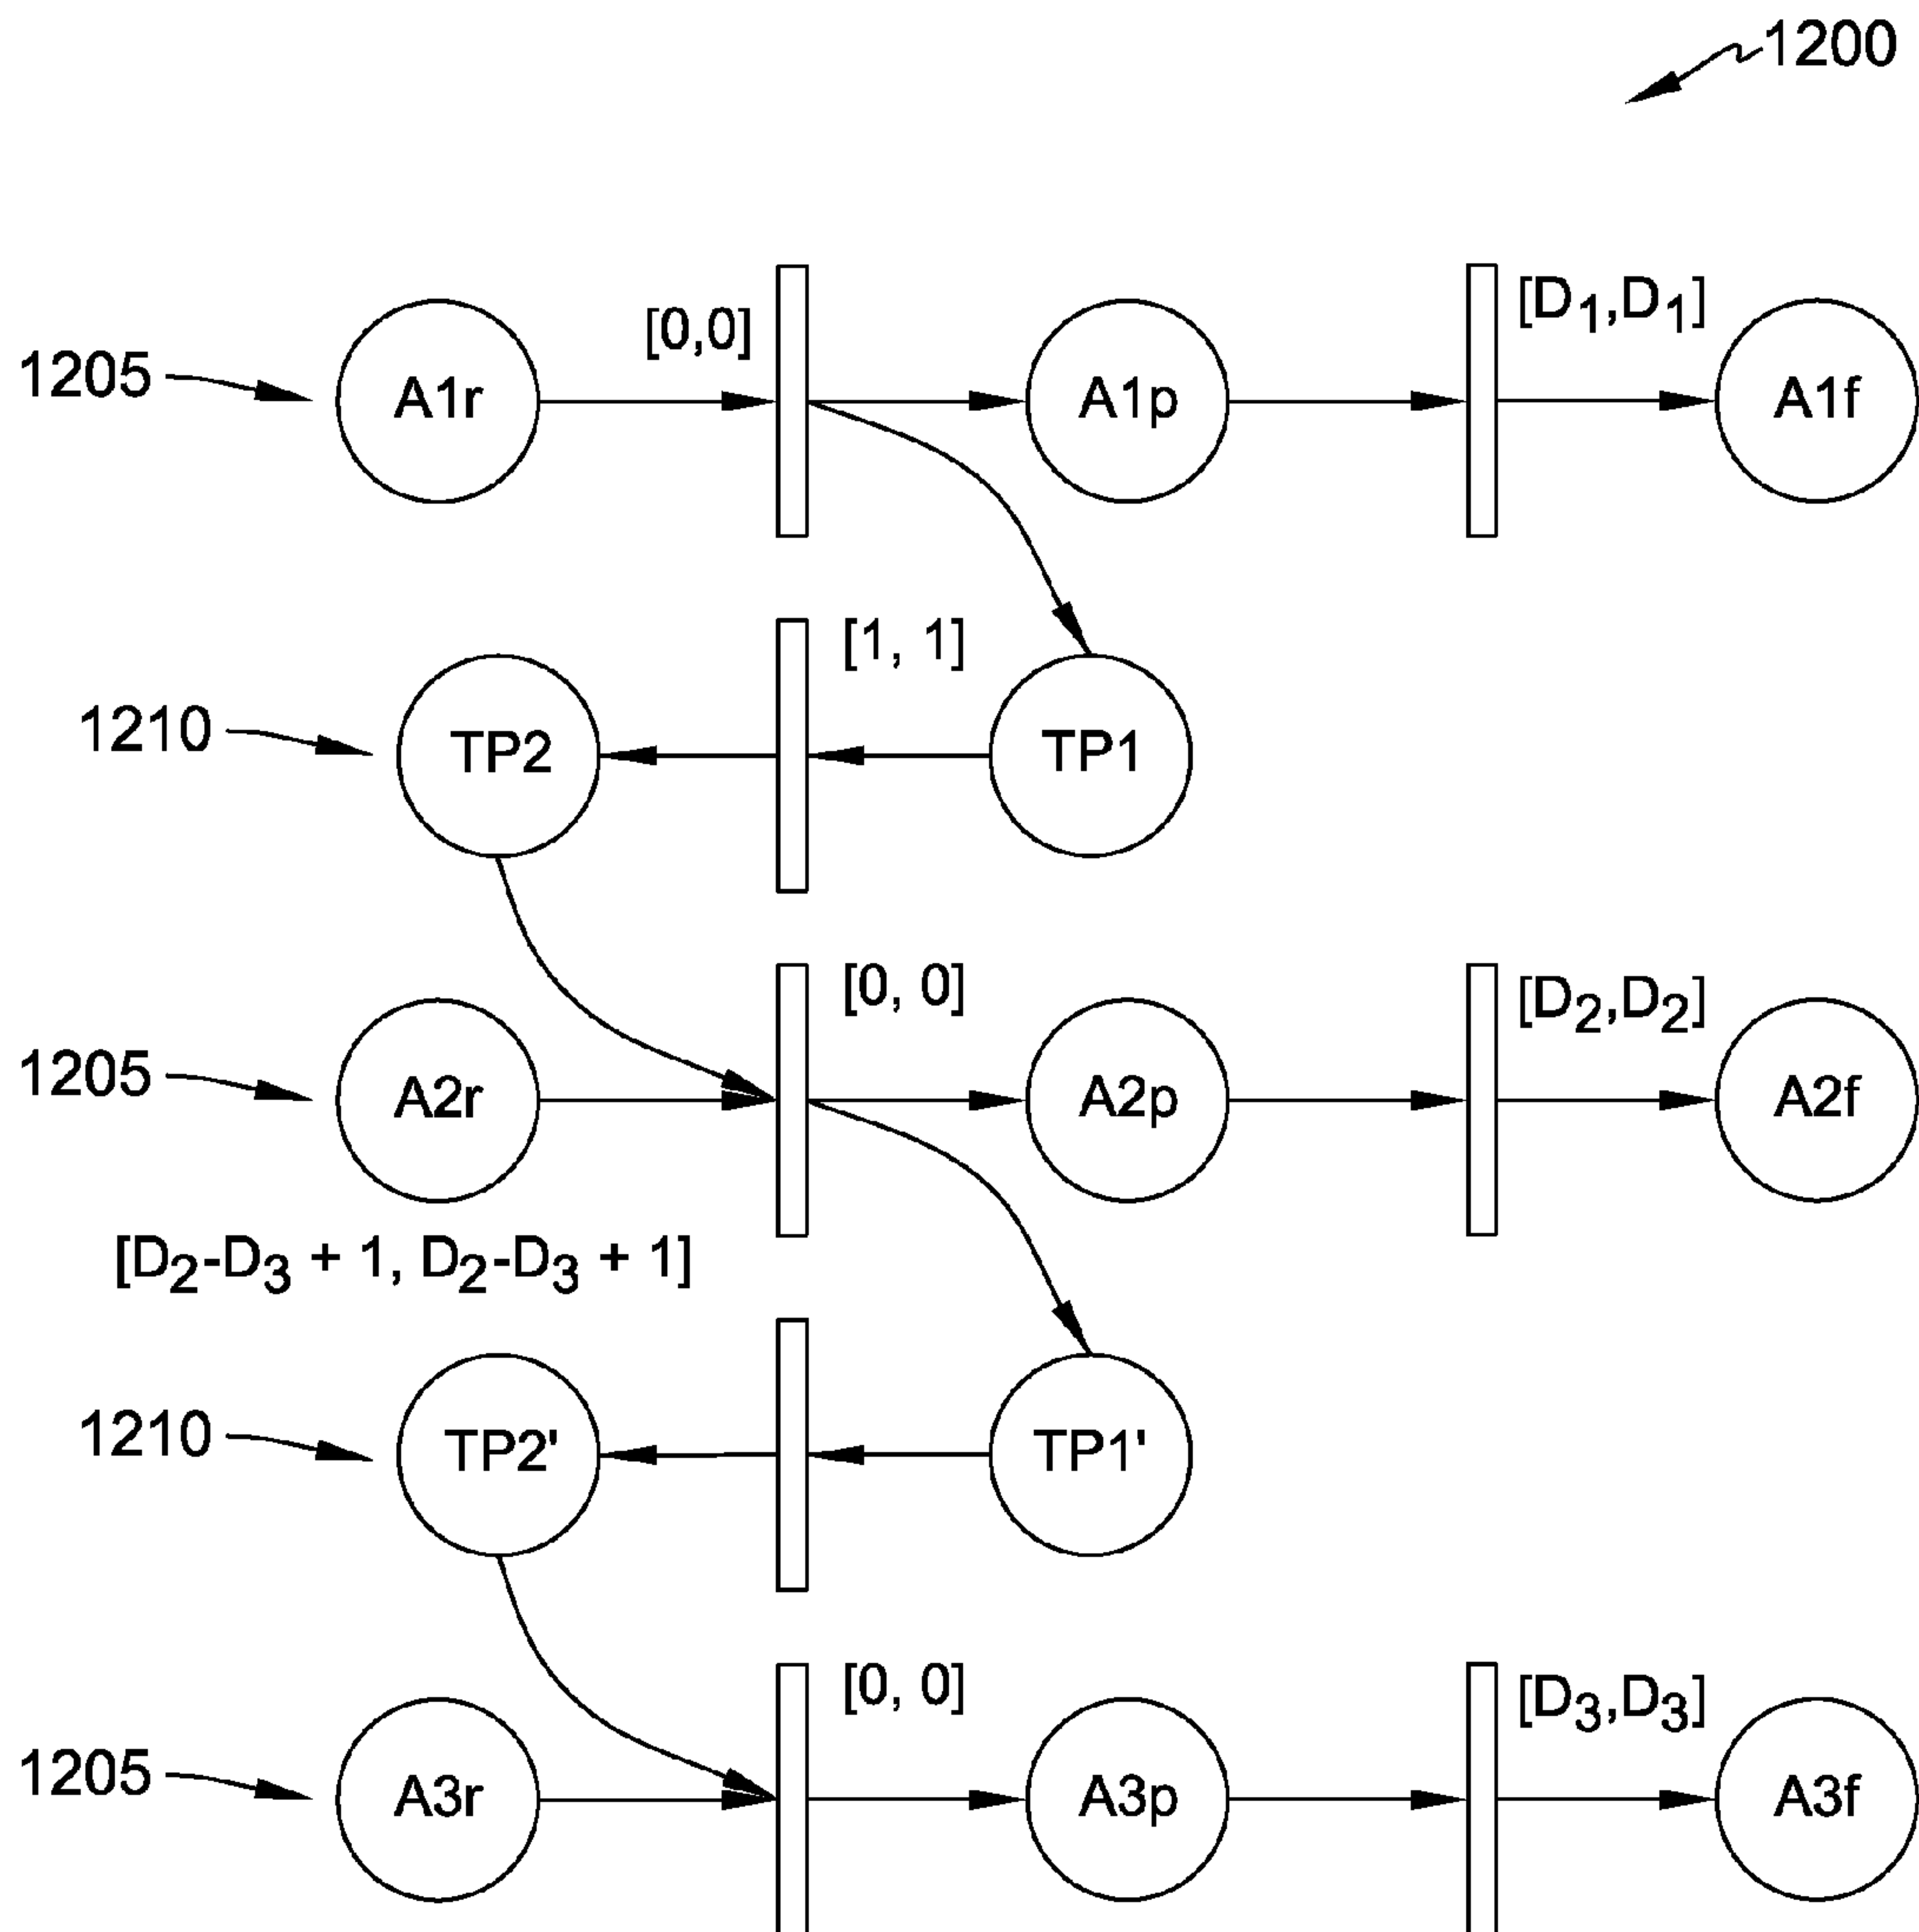 1200
[D1,D1]
[0,0]
1205 A1r A1p A1f
[1, 1]
1210 TP2 TP1
[0, 0] [D2,D2]
1205 A2r A2p A2f
[D2-D3 + 1, D2-D3 + 1]
1210 TP2' TP1'
[0, 0] [D3,D3]
1205 A3r A3p A3f